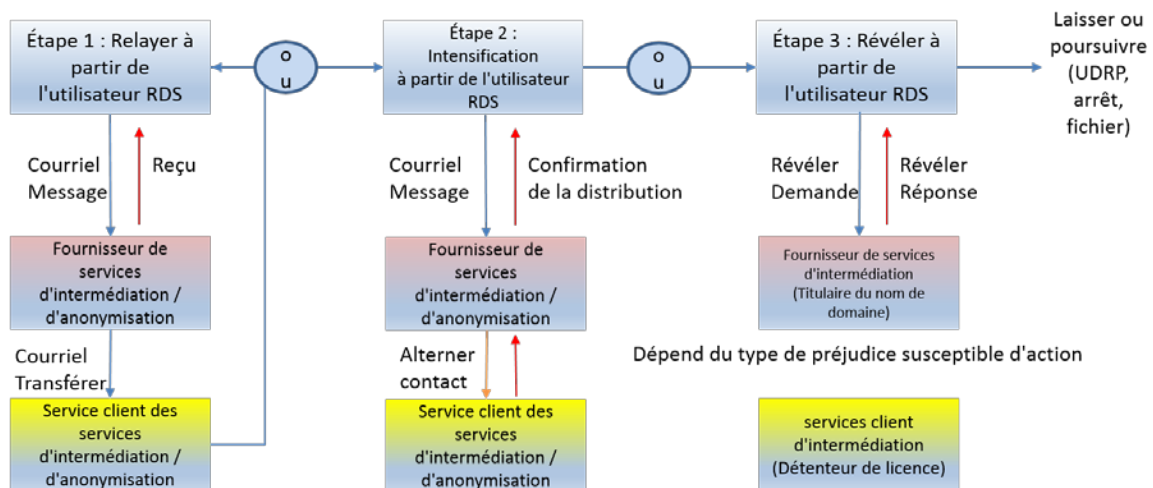 Étape 1 : Relayer à
partir de
l'utilisateur RDS
o
u
Étape 2 :
Intensification
à partir de l'utilisateur
RDS
o
u
Étape 3 : Révéler à
partir de
l'utilisateur RDS
Laisser ou
poursuivre
(UDRP,
arrêt,
fichier)
Courriel
Message
Reçu
Courriel
Message
Confirmation
de la distribution
Révéler
Demande
Révéler
Réponse
Fournisseur de
services
d'intermédiation /
d'anonymisation
Fournisseur de
services
d'intermédiation /
d'anonymisation
Fournisseur de services
d'intermédiation
(Titulaire du nom de
domaine)
Courriel
Transférer
Alterner
contact
Dépend du type de préjudice susceptible d'action
Service client des
services
d'intermédiation /
d'anonymisation
Service client des
services
d'intermédiation /
d'anonymisation
services client
d'intermédiation
(Détenteur de licence)